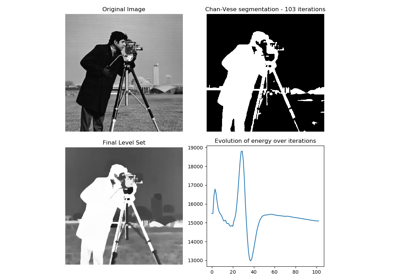 Original Image
Chan-Vese segmentation - 103 iterations
Final Level Set
Evolution of energy over iterations
19000
18000
17000
16000
15000
14000
13000
0 20 40 60 80 100